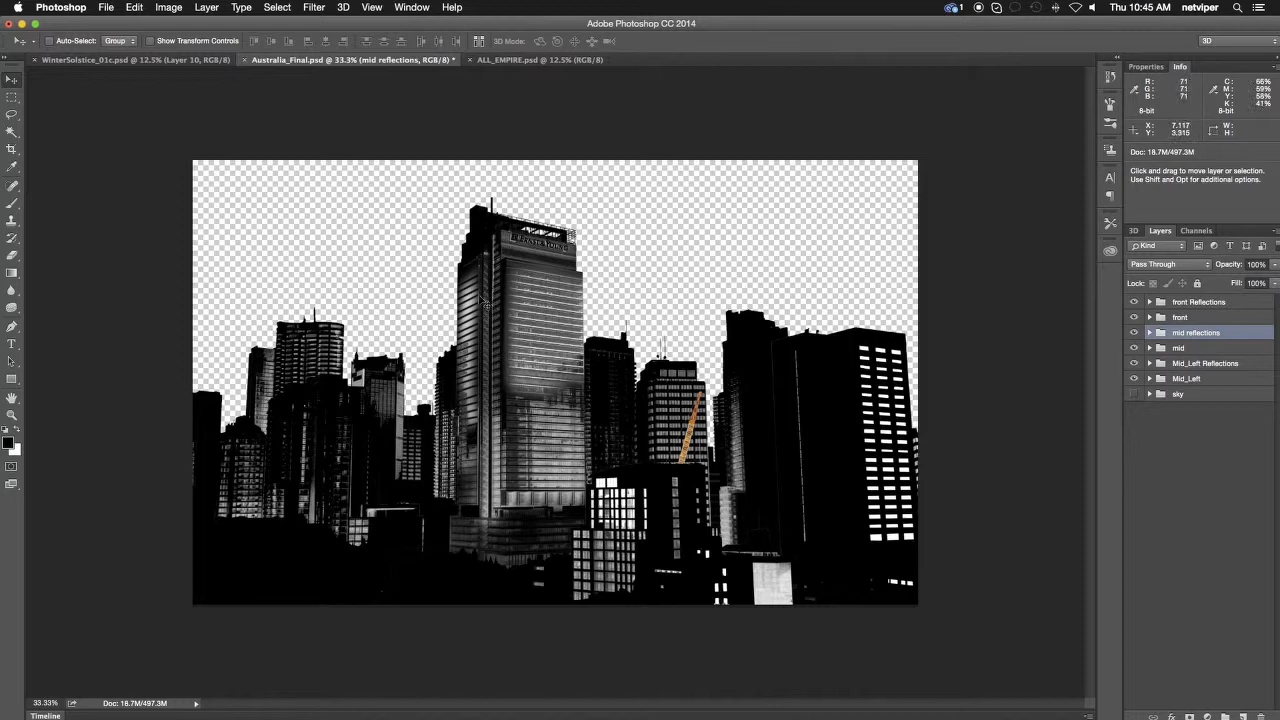 Photoshop File Edit Image Layer Type Select Filter 3D View Window Help 1 Thu 10:45 AM netviper
Adobe Photoshop CC 2014
Auto-Select: Group Show Transform Controls 3D Mode: 3D
WinterSolstice_01c.psd @ 12.5% (Layer 10, RGB/8) Australia_Final.psd @ 33.3% (mid reflections, RGB/8) * ALL_EMPIRE.psd @ 12.5% (RGB/8)
Properties Info
R: 71 C: 66%
G: 71 M: 59%
B: 71 Y: 58%
K: 41%
8-bit 8-bit
X: 7.117 W:
Y: 3.315 H:
Doc: 18.7M/497.3M
Click and drag to move layer or selection.
Use Shift and Opt for additional options.
3D Layers Channels
Kind
Pass Through Opacity: 100%
Lock: Fill: 100%
front Reflections
front
mid reflections
mid
Mid_Left Reflections
Mid_Left
sky
33.33% Doc: 18.7M/497.3M
Timeline